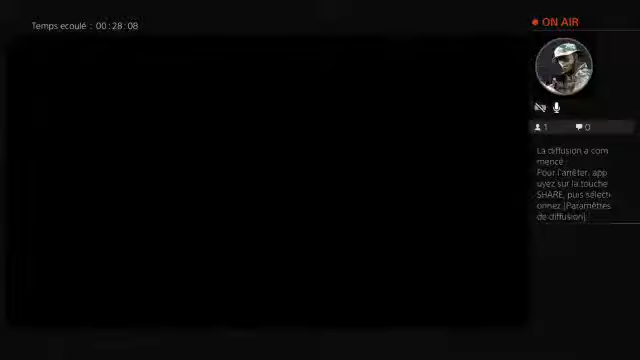 Temps ecoulé : 00:28:08
ON AIR
1 0
La diffusion a com
mencé.
Pour l'arrêter, app
uyez sur la touche
SHARE, puis sélecti
onnez [Paramètres
de diffusion].